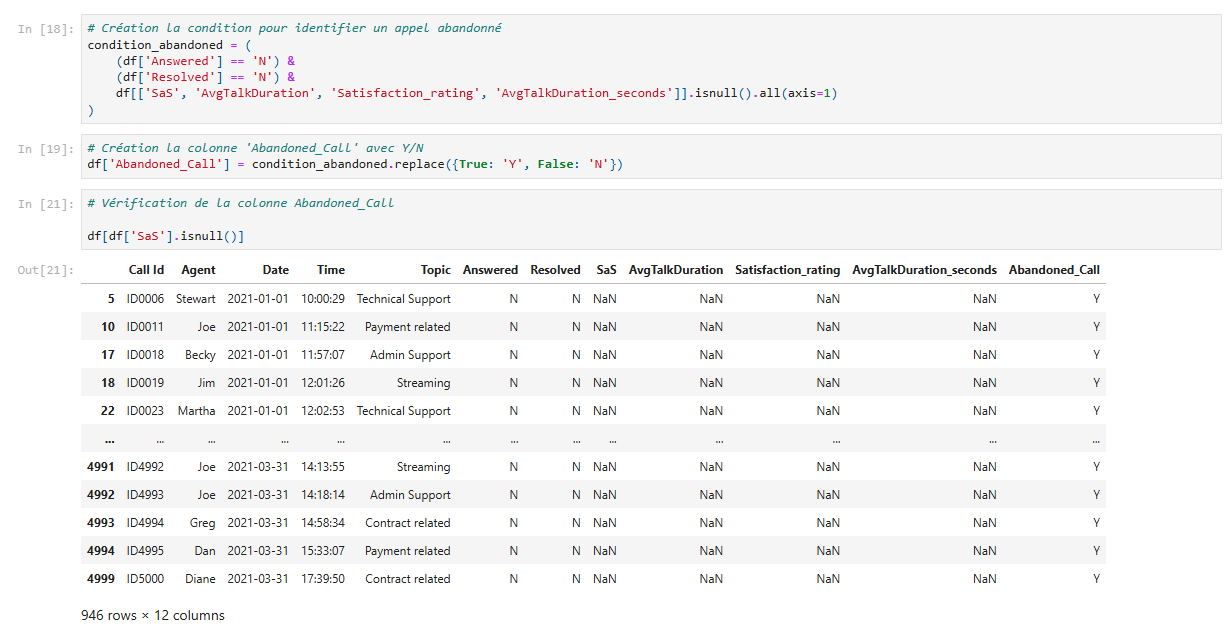 In [18]: # Création la condition pour identifier un appel abandonné
condition_abandoned = (
(df['Answered'] == 'N') &
(df['Resolved'] == 'N') &
df[['SaS', 'AvgTalkDuration', 'Satisfaction_rating', 'AvgTalkDuration_seconds']].isnull().all(axis=1)
)
In [19]: # Création la colonne 'Abandoned_Call' avec Y/N
df['Abandoned_Call'] = condition_abandoned.replace({True: 'Y', False: 'N'})
In [21]: # Vérification de la colonne Abandoned_Call
df[df['SaS'].isnull()]
Out[21]: Call Id Agent Date Time Topic Answered Resolved SaS AvgTalkDuration Satisfaction_rating AvgTalkDuration_seconds Abandoned_Call
5 ID0006 Stewart 2021-01-01 10:00:29 Technical Support N N NaN NaN NaN NaN Y
10 ID0011 Joe 2021-01-01 11:15:22 Payment related N N NaN NaN NaN NaN Y
17 ID0018 Becky 2021-01-01 11:57:07 Admin Support N N NaN NaN NaN NaN Y
18 ID0019 Jim 2021-01-01 12:01:26 Streaming N N NaN NaN NaN NaN Y
22 ID0023 Martha 2021-01-01 12:02:53 Technical Support N N NaN NaN NaN NaN Y
... ... ... ... ... ... ... ... ... ... ... ... ...
4991 ID4992 Joe 2021-03-31 14:13:55 Streaming N N NaN NaN NaN NaN Y
4992 ID4993 Joe 2021-03-31 14:18:14 Admin Support N N NaN NaN NaN NaN Y
4993 ID4994 Greg 2021-03-31 14:58:34 Contract related N N NaN NaN NaN NaN Y
4994 ID4995 Dan 2021-03-31 15:33:07 Payment related N N NaN NaN NaN NaN Y
4999 ID5000 Diane 2021-03-31 17:39:50 Contract related N N NaN NaN NaN NaN Y
946 rows × 12 columns